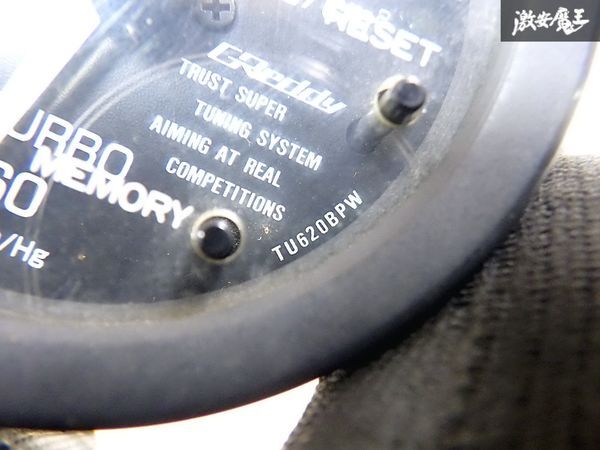 激安魔王
RESET
GReddy
TRUST SUPER
TUNING SYSTEM
AIMING AT REAL
COMPETITIONS
URBO
MEMORY
60
/Hg
TU620BPW